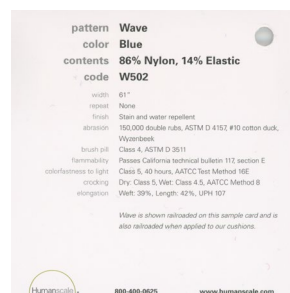 pattern Wave
color Blue
contents 86% Nylon, 14% Elastic
code W502
width 61"
repeat None
finish Stain and water repellent
abrasion 150,000 double rubs, ASTM D 4157, #10 cotton duck,
Wyzenbeek
brush pill Class 4, ASTM D 3511
flammability Passes California technical bulletin 117, section E
colorfastness to light Class 5, 40 hours, AATCC Test Method 16E
crocking Dry: Class 5, Wet: Class 4.5, AATCC Method 8
elongation Weft: 39%, Length: 42%, UPH 107
Wave is shown railroaded on this sample card and is
also railroaded when applied to our cushions.
Humanscale 800-400-0625 www.humanscale.com